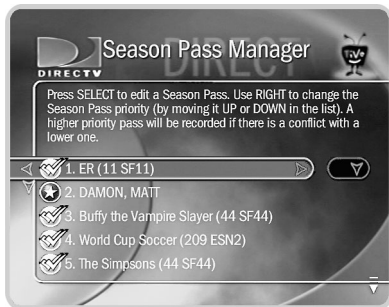 Season Pass Manager
TiVo
DIRECTV
Press SELECT to edit a Season Pass. Use RIGHT to change the
Season Pass priority (by moving it UP or DOWN in the list). A
higher priority pass will be recorded if there is a conflict with a
lower one.
1. ER (11 SF11)
2. DAMON, MATT
3. Buffy the Vampire Slayer (44 SF44)
4. World Cup Soccer (209 ESN2)
5. The Simpsons (44 SF44)